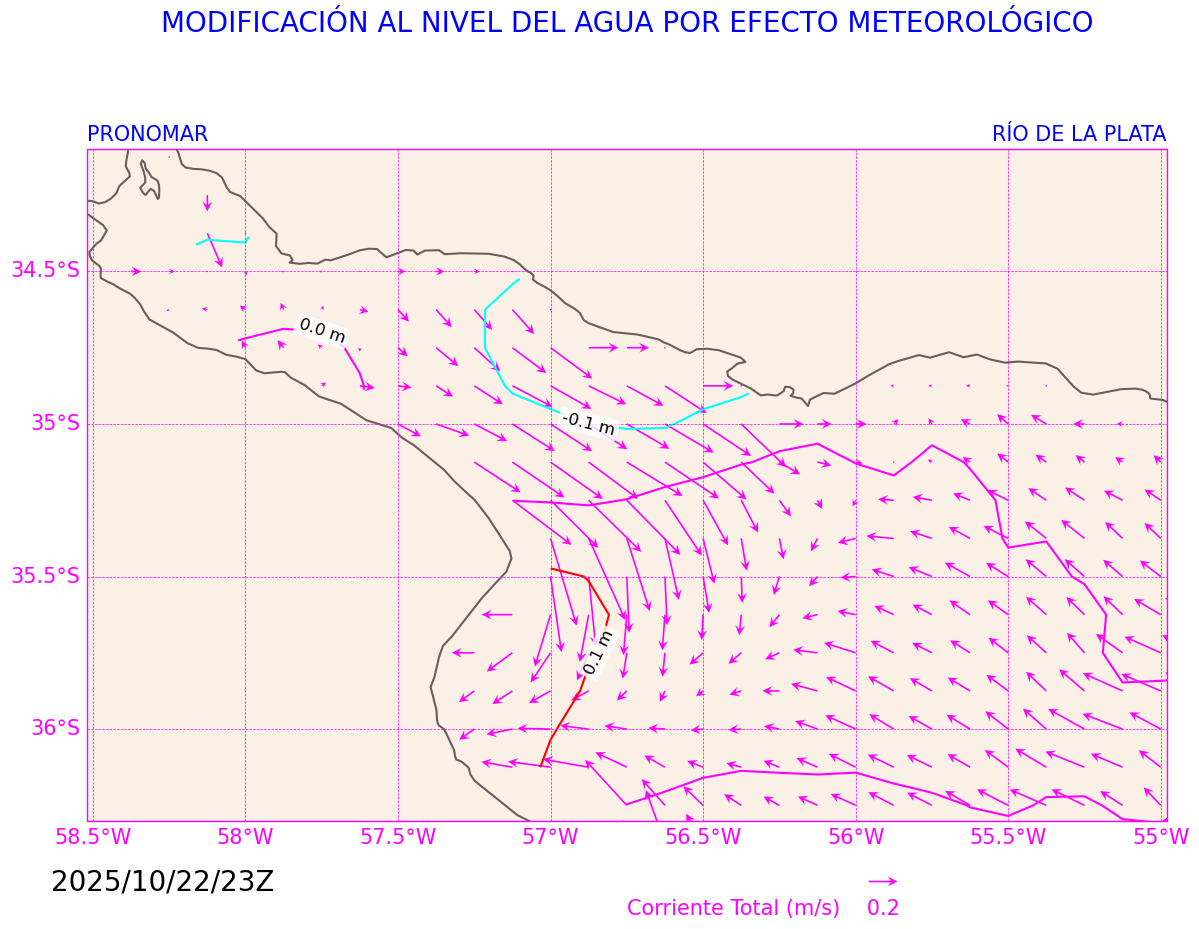 MODIFICACIÓN AL NIVEL DEL AGUA POR EFECTO METEOROLÓGICO
PRONOMAR
RÍO DE LA PLATA
34.5°S
0.0 m
35°S
-0.1 m
35.5°S
0.1 m
36°S
58.5°W 58°W 57.5°W 57°W 56.5°W 56°W 55.5°W 55°W
2025/10/22/23Z
Corriente Total (m/s) 0.2